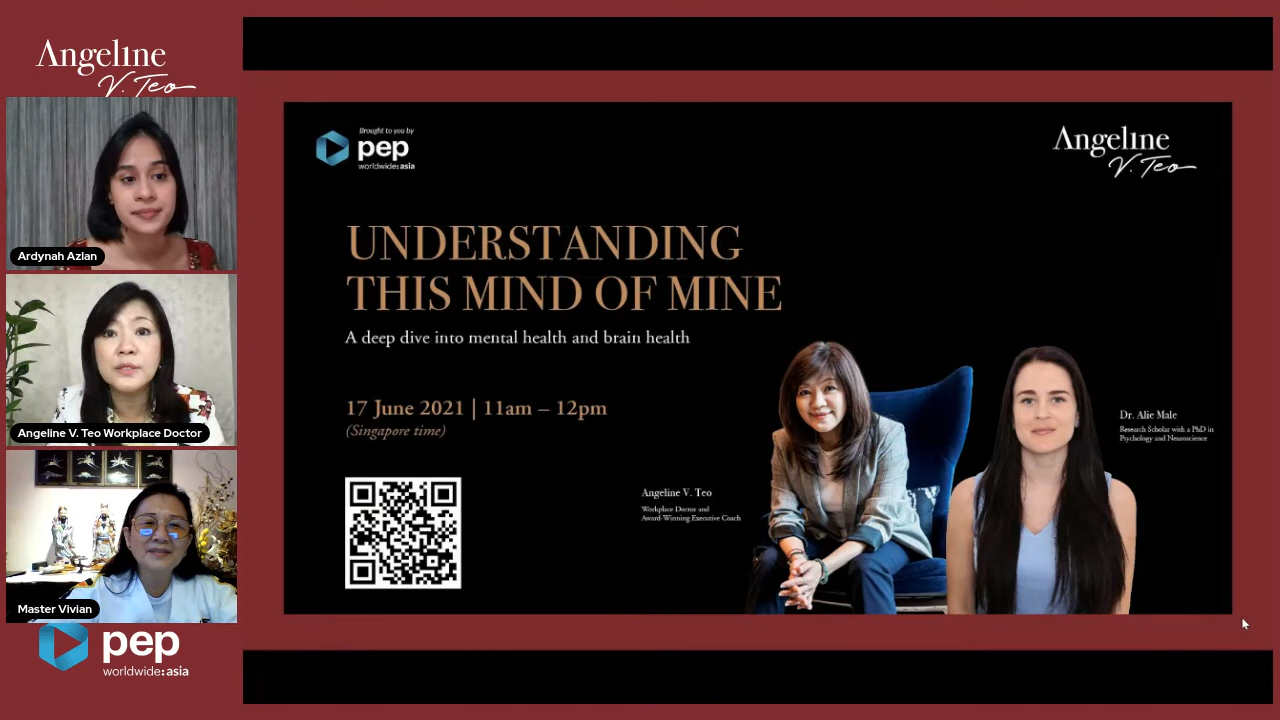 Angeline
V. Teo
Ardynah Azlan
Angeline V. Teo Workplace Doctor
Master Vivian
pep
worldwide:asia
Brought to you by
pep
worldwide:asia
Angeline
V. Teo
UNDERSTANDING
THIS MIND OF MINE
A deep dive into mental health and brain health
17 June 2021 | 11am – 12pm
(Singapore time)
Angeline V. Teo
Workplace Doctor and
Award-Winning Executive Coach
Dr. Alie Male
Research Scholar with a PhD in
Psychology and Neuroscience